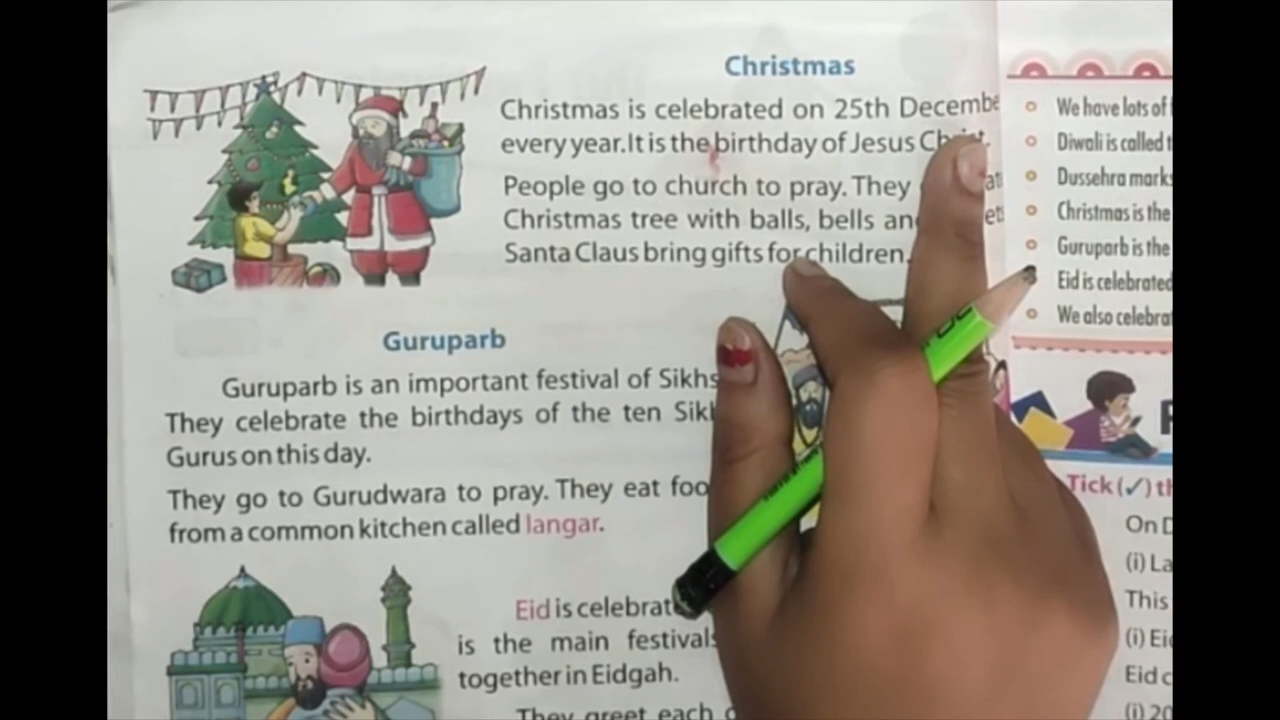 Christmas
Christmas is celebrated on 25th Decembe
every year.It is the birthday of Jesus Christ.
People go to church to pray. They
Christmas tree with balls, bells an
Santa Claus bring gifts for children.
Guruparb
Guruparb is an important festival of Sikhs
They celebrate the birthdays of the ten Sik
Gurus on this day.
They go to Gurudwara to pray. They eat foo
from a common kitchen called langar.
Eid is celebrat
is the main festivals
together in Eidgah.
They greet each
We have lots of
Diwali is called t
Dussehra marks
Christmas is the
Guruparb is the
Eid is celebrated
We also celebra
Tick (✓) th
On D
(i) La
This
(i) Eid
Eid c
(i) 20